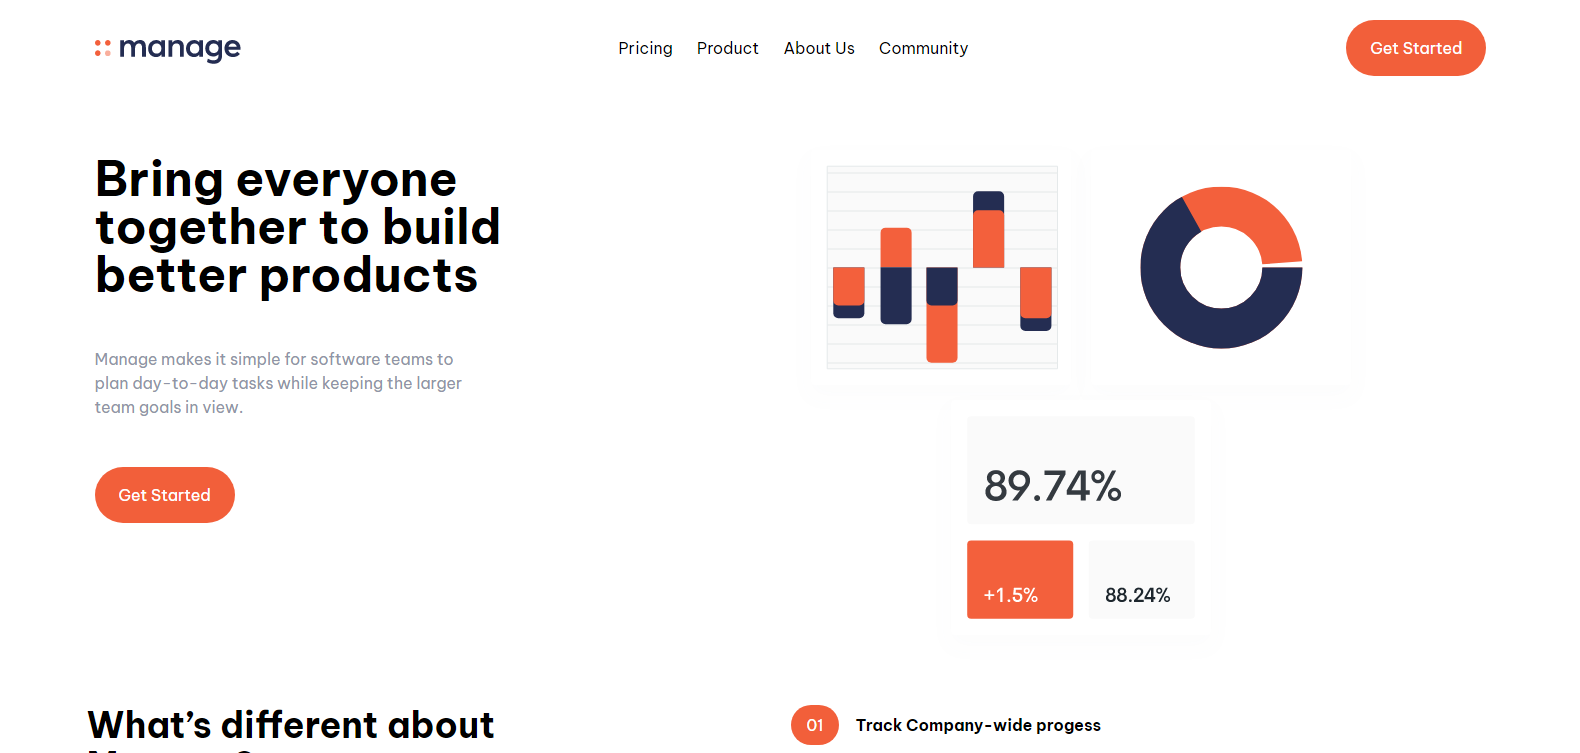 manage
Pricing Product About Us Community
Get Started
Bring everyone
together to build
better products
Manage makes it simple for software teams to
plan day-to-day tasks while keeping the larger
team goals in view.
Get Started
89.74%
+1.5%
88.24%
What’s different about
01
Track Company-wide progess